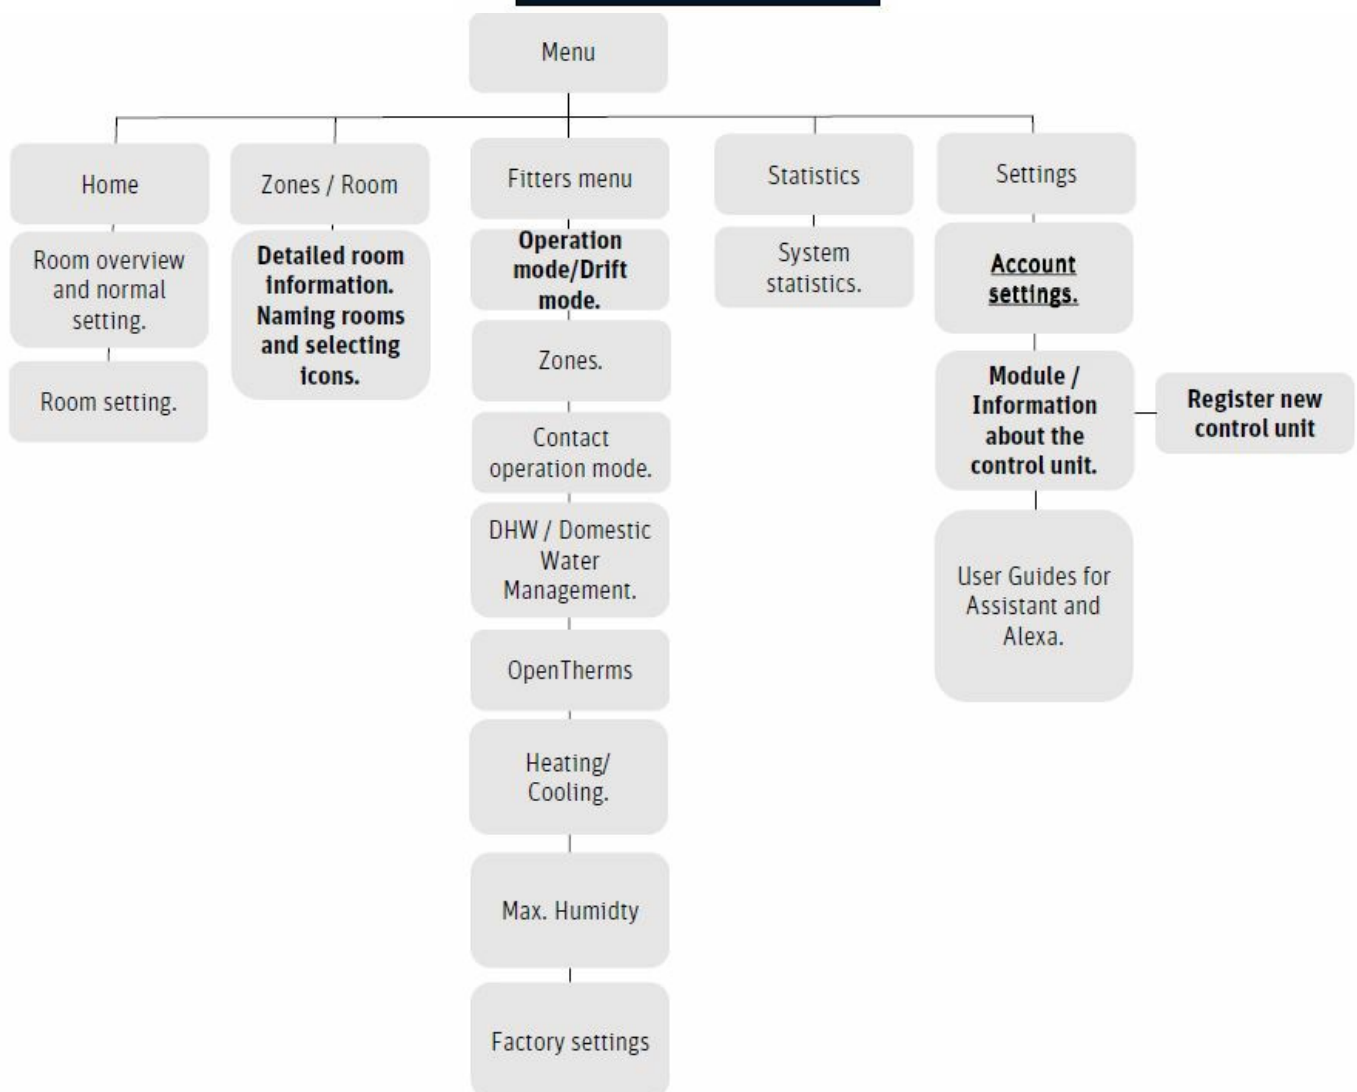 Menu
Home
Zones / Room
Fitters menu
Statistics
Settings
Room overview
and normal
setting.
Room setting.
Detailed room
information.
Naming rooms
and selecting
icons.
Operation
mode/Drift
mode.
Zones.
Contact
operation mode.
DHW / Domestic
Water
Management.
OpenTherms
Heating/
Cooling.
Max. Humidty
Factory settings
System
statistics.
Account
settings.
Module /
Information
about the
control unit.
Register new
control unit
User Guides for
Assistant and
Alexa.